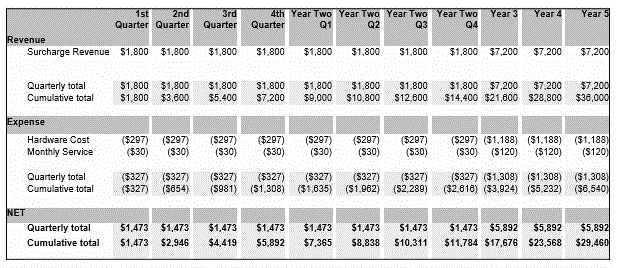 1st 2nd 3rd 4th Year Two Year Two Year Two Year Two Year 3 Year 4 Year 5
Quarter Quarter Quarter Quarter Q1 Q2 Q3 Q4
Revenue
Surcharge Revenue $1,800 $1,800 $1,800 $1,800 $1,800 $1,800 $1,800 $1,800 $7,200 $7,200 $7,200
Quarterly total $1,800 $1,800 $1,800 $1,800 $1,800 $1,800 $1,800 $1,800 $7,200 $7,200 $7,200
Cumulative total $1,800 $3,600 $5,400 $7,200 $9,000 $10,800 $12,600 $14,400 $21,600 $28,800 $36,000
Expense
Hardware Cost ($297) ($297) ($297) ($297) ($297) ($297) ($297) ($297) ($1,188) ($1,188) ($1,188)
Monthly Service ($30) ($30) ($30) ($30) ($30) ($30) ($30) ($30) ($120) ($120) ($120)
Quarterly total ($327) ($327) ($327) ($327) ($327) ($327) ($327) ($327) ($1,308) ($1,308) ($1,308)
Cumulative total ($327) ($654) ($981) ($1,308) ($1,635) ($1,962) ($2,289) ($2,616) ($3,924) ($5,232) ($6,540)
NET
Quarterly total $1,473 $1,473 $1,473 $1,473 $1,473 $1,473 $1,473 $1,473 $5,892 $5,892 $5,892
Cumulative total $1,473 $2,946 $4,419 $5,892 $7,365 $8,838 $10,311 $11,784 $17,676 $23,568 $29,460